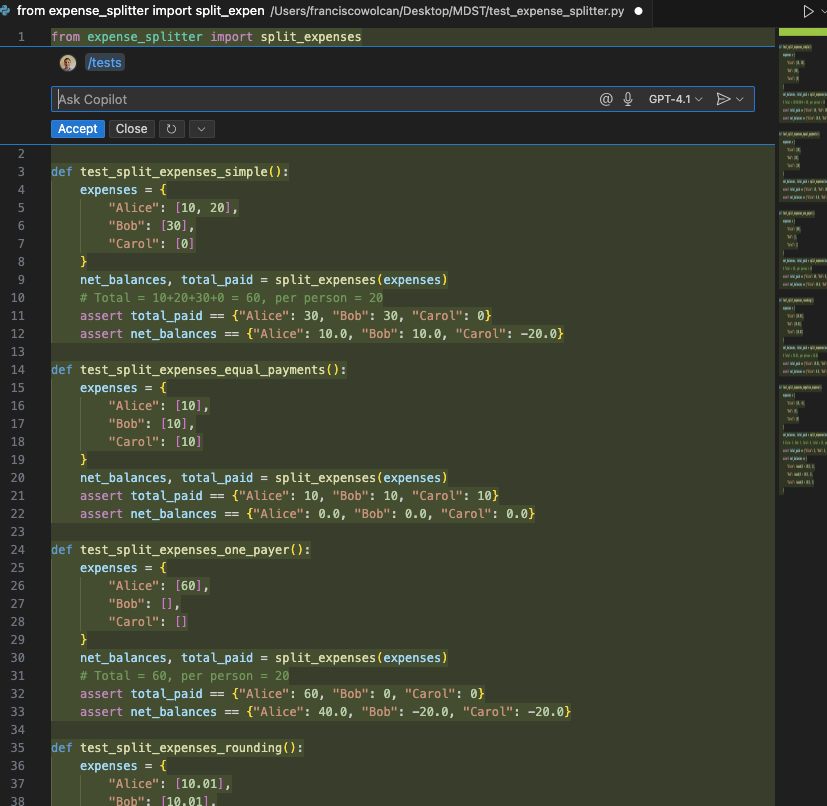 from expense_splitter import split_expen /Users/franciscowolcan/Desktop/MDST/test_expense_splitter.py
1 from expense_splitter import split_expenses
/tests
Ask Copilot @ GPT-4.1
Accept Close
2
3 def test_split_expenses_simple():
4 expenses = {
5 "Alice": [10, 20],
6 "Bob": [30],
7 "Carol": [0]
8 }
9 net_balances, total_paid = split_expenses(expenses)
10 # Total = 10+20+30+0 = 60, per person = 20
11 assert total_paid == {"Alice": 30, "Bob": 30, "Carol": 0}
12 assert net_balances == {"Alice": 10.0, "Bob": 10.0, "Carol": -20.0}
13
14 def test_split_expenses_equal_payments():
15 expenses = {
16 "Alice": [10],
17 "Bob": [10],
18 "Carol": [10]
19 }
20 net_balances, total_paid = split_expenses(expenses)
21 assert total_paid == {"Alice": 10, "Bob": 10, "Carol": 10}
22 assert net_balances == {"Alice": 0.0, "Bob": 0.0, "Carol": 0.0}
23
24 def test_split_expenses_one_payer():
25 expenses = {
26 "Alice": [60],
27 "Bob": [],
28 "Carol": []
29 }
30 net_balances, total_paid = split_expenses(expenses)
31 # Total = 60, per person = 20
32 assert total_paid == {"Alice": 60, "Bob": 0, "Carol": 0}
33 assert net_balances == {"Alice": 40.0, "Bob": -20.0, "Carol": -20.0}
34
35 def test_split_expenses_rounding():
36 expenses = {
37 "Alice": [10.01],
38 "Bob": [10.01],